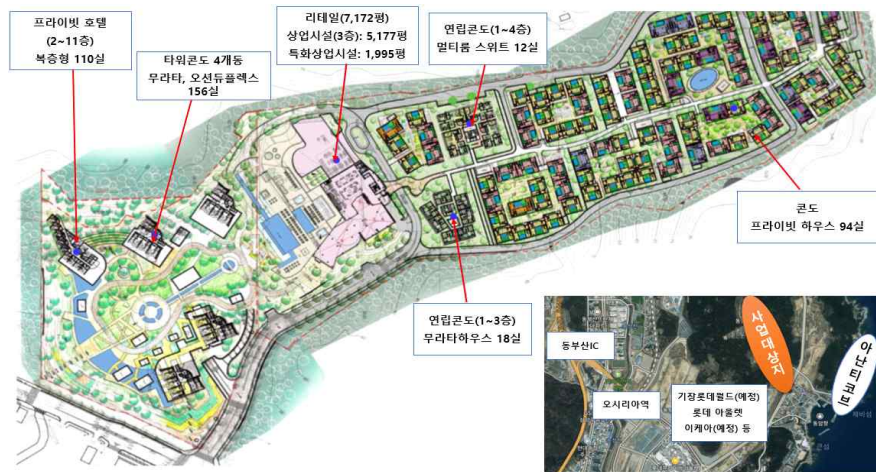 프라이빗 호텔
(2~11층)
복층형 110실
타워콘도 4개동
무라타, 오션듀플렉스
156실
리테일(7,172평)
상업시설(3층): 5,177평
특화상업시설: 1,995평
연립콘도(1~4층)
멀티룸 스위트 12실
콘도
프라이빗 하우스 94실
연립콘도(1~3층)
무라타하우스 18실
동부산IC
오시리아역
기장롯데월드(예정)
롯데 아울렛
이케아(예정) 등
사업대상지
아난티코브